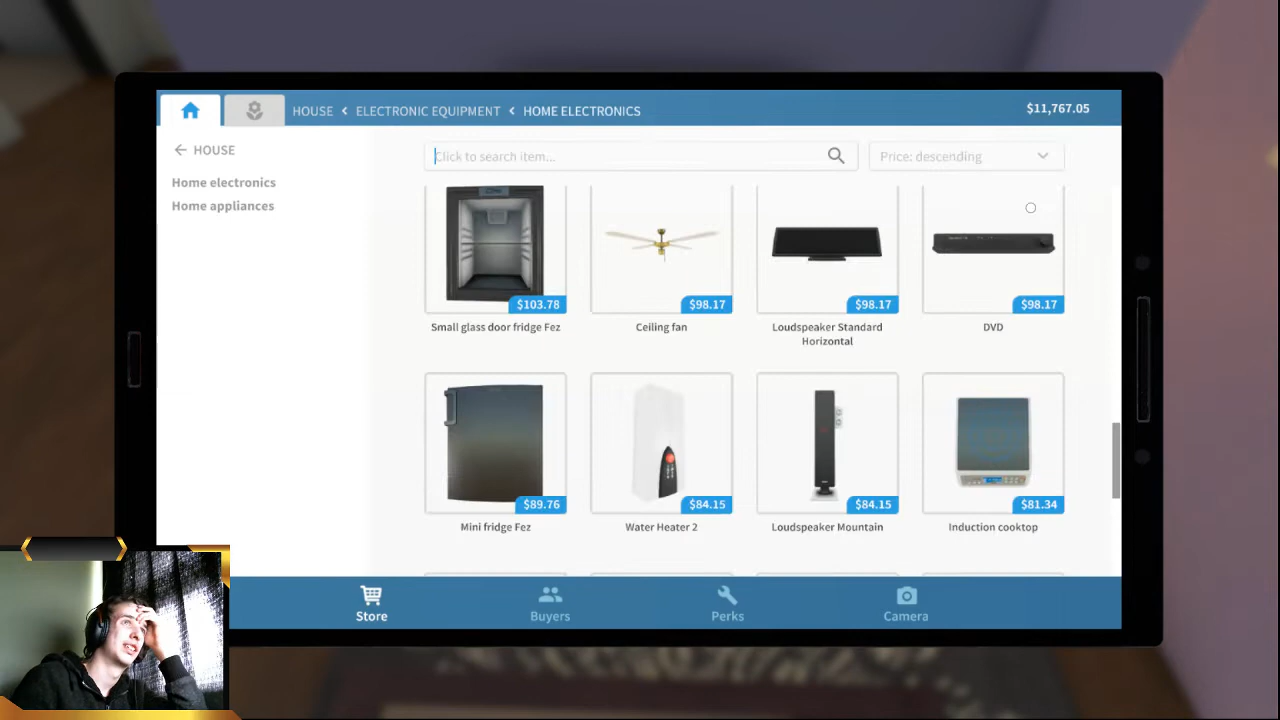 HOUSE < ELECTRONIC EQUIPMENT < HOME ELECTRONICS
$11,767.05
← HOUSE
Click to search item...
Price: descending
Home electronics
Home appliances
$103.78
$98.17
$98.17
$98.17
Small glass door fridge Fez
Ceiling fan
Loudspeaker Standard
Horizontal
DVD
$89.76
$84.15
$84.15
$81.34
Mini fridge Fez
Water Heater 2
Loudspeaker Mountain
Induction cooktop
Store
Buyers
Perks
Camera